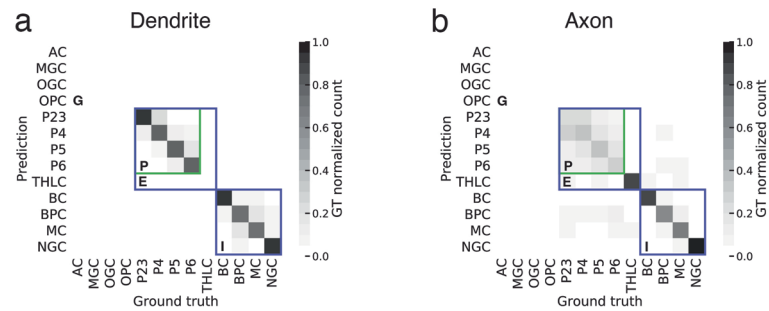 a Dendrite
AC
MGC
OGC
OPC G
P23
P4
P5
P6 P
THLC E
BC
BPC
MC
NGC I
Prediction
AC MGC OGC OPC P23 P4 P5 P6 THLC BC BPC MC NGC
Ground truth
1.0
0.8
0.6
0.4
0.2
0.0
GT normalized count
b Axon
AC
MGC
OGC
OPC G
P23
P4
P5
P6 P
THLC E
BC
BPC
MC
NGC I
Prediction
AC MGC OGC OPC P23 P4 P5 P6 THLC BC BPC MC NGC
Ground truth
1.0
0.8
0.6
0.4
0.2
0.0
GT normalized count